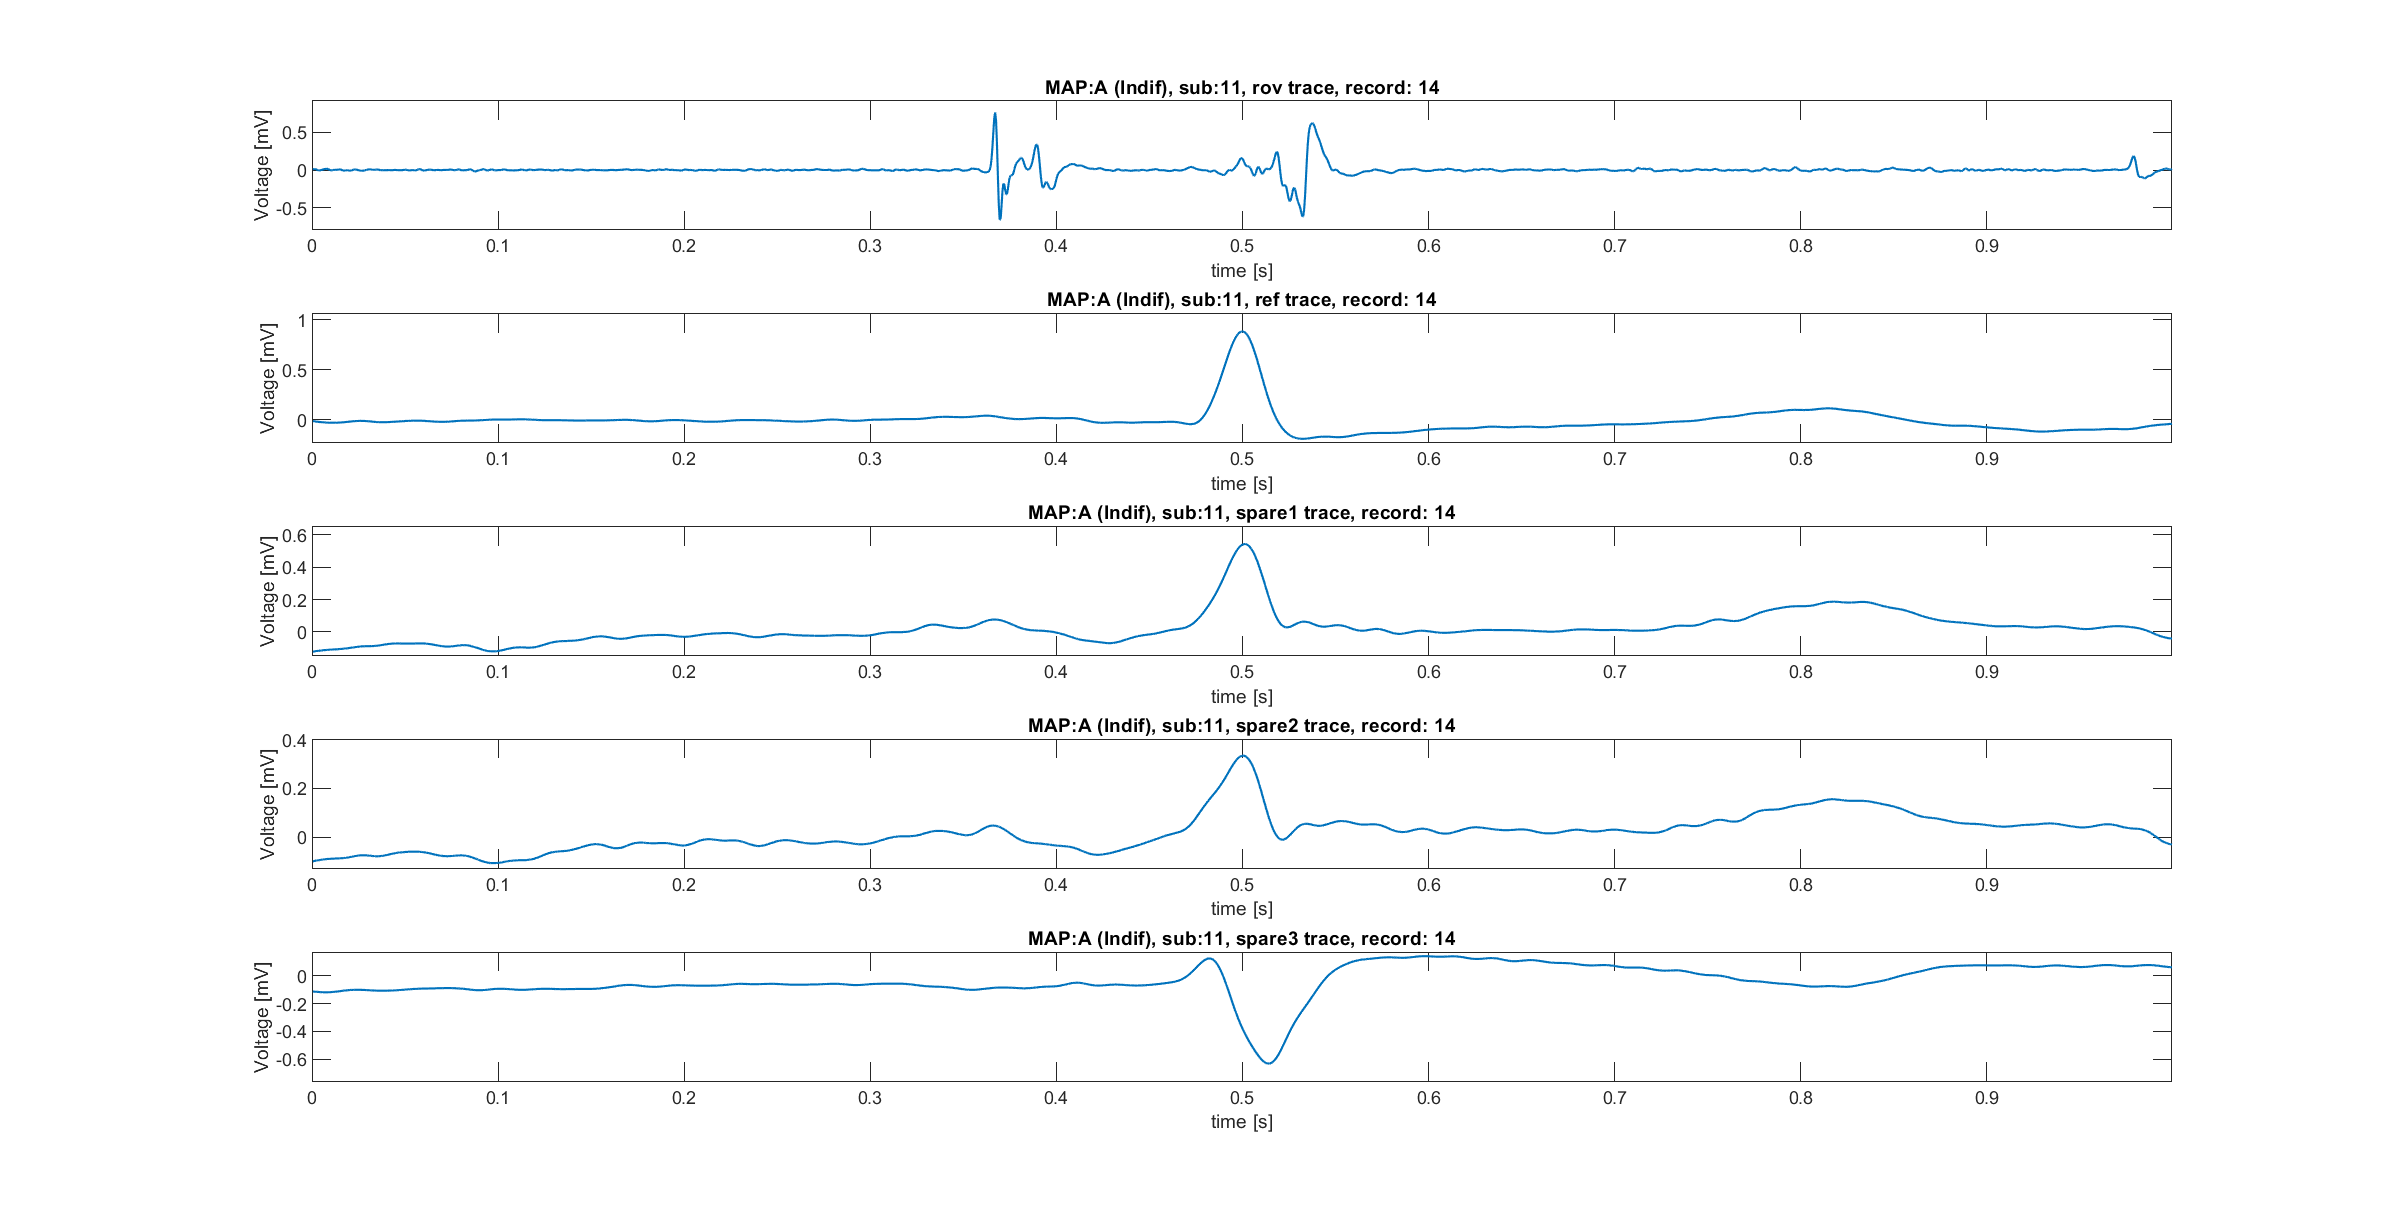 MAP:A (Indif), sub:11, rov trace, record: 14
Voltage [mV]
0.5
0
-0.5
0 0.1 0.2 0.3 0.4 0.5 0.6 0.7 0.8 0.9
time [s]
MAP:A (Indif), sub:11, ref trace, record: 14
Voltage [mV]
1
0.5
0
0 0.1 0.2 0.3 0.4 0.5 0.6 0.7 0.8 0.9
time [s]
MAP:A (Indif), sub:11, spare1 trace, record: 14
Voltage [mV]
0.6
0.4
0.2
0
0 0.1 0.2 0.3 0.4 0.5 0.6 0.7 0.8 0.9
time [s]
MAP:A (Indif), sub:11, spare2 trace, record: 14
Voltage [mV]
0.4
0.2
0
0 0.1 0.2 0.3 0.4 0.5 0.6 0.7 0.8 0.9
time [s]
MAP:A (Indif), sub:11, spare3 trace, record: 14
Voltage [mV]
0
-0.2
-0.4
-0.6
0 0.1 0.2 0.3 0.4 0.5 0.6 0.7 0.8 0.9
time [s]